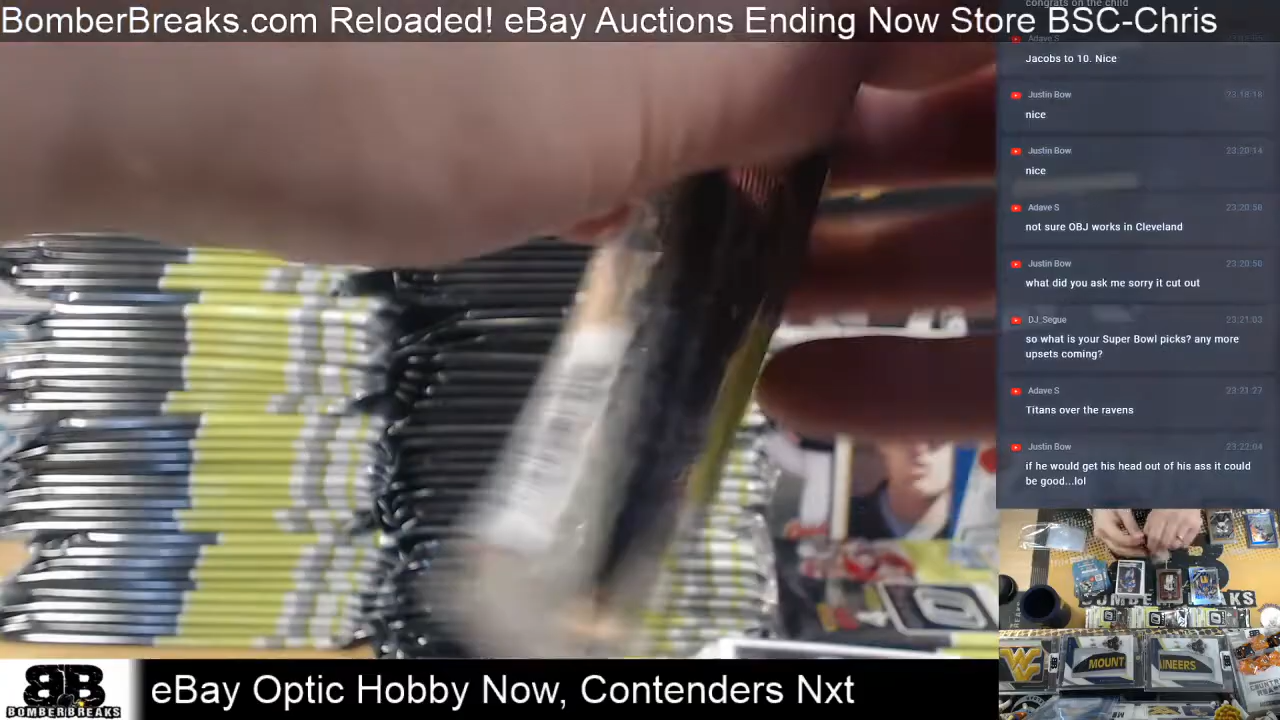 BomberBreaks.com Reloaded! eBay Auctions Ending Now Store BSC-Chris
congrats on the child
Adave S
Jacobs to 10. Nice
Justin Bow 23:18:18
nice
Justin Bow 23:20:14
nice
Adave S 23:20:38
not sure OBJ works in Cleveland
Justin Bow 23:20:50
what did you ask me sorry it cut out
DJ_Segue 23:21:03
so what is your Super Bowl picks? any more
upsets coming?
Adave S 23:21:27
Titans over the ravens
Justin Bow 23:22:04
if he would get his head out of his ass it could
be good...lol
MOUNT
AINEERS
BB
BOMBERBREAKS
eBay Optic Hobby Now, Contenders Nxt